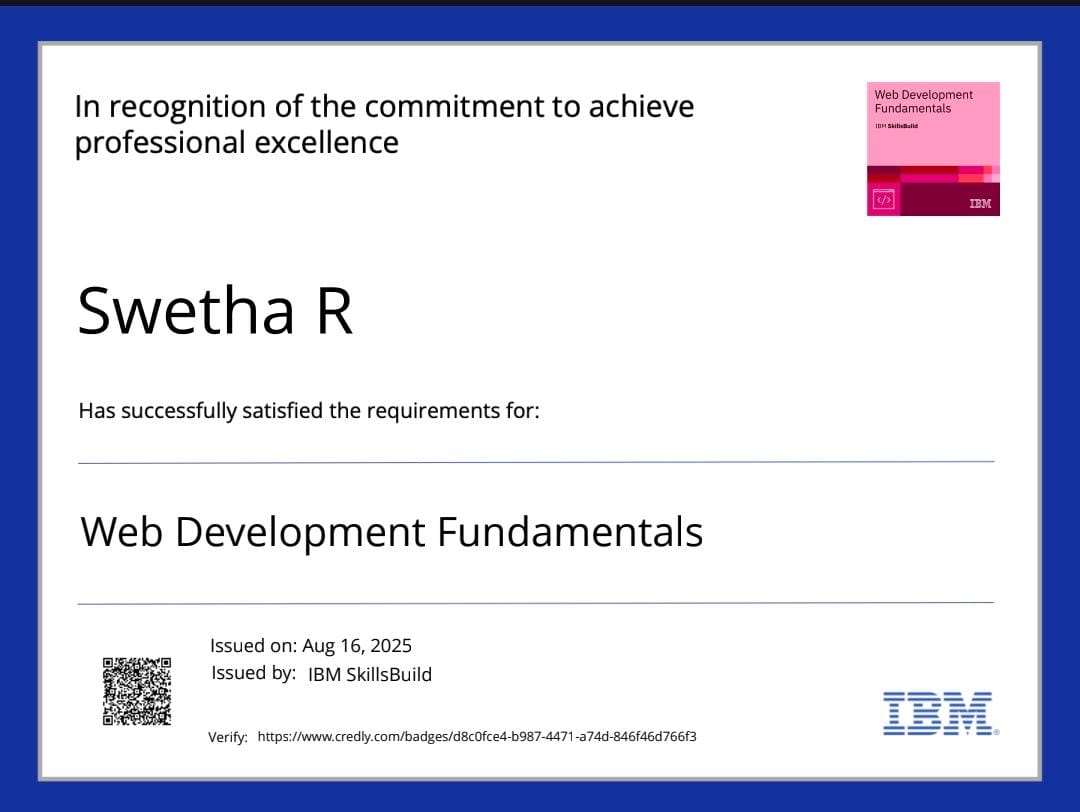 In recognition of the commitment to achieve
professional excellence
Web Development
Fundamentals
IBM SkillsBuild
</>
IBM
Swetha R
Has successfully satisfied the requirements for:
Web Development Fundamentals
Issued on: Aug 16, 2025
Issued by: IBM SkillsBuild
Verify: https://www.credly.com/badges/d8c0fce4-b987-4471-a74d-846f46d766f3
IBM®